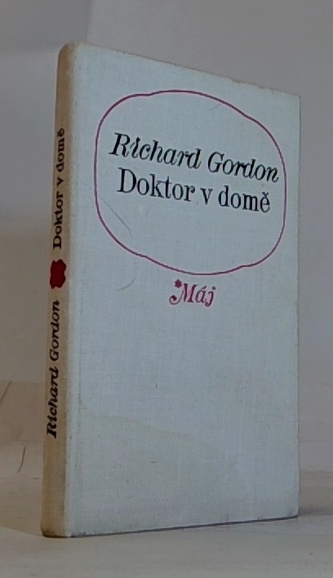 Richard Gordon
Doktor v domě
Máj
Richard Gordon Doktor v domě